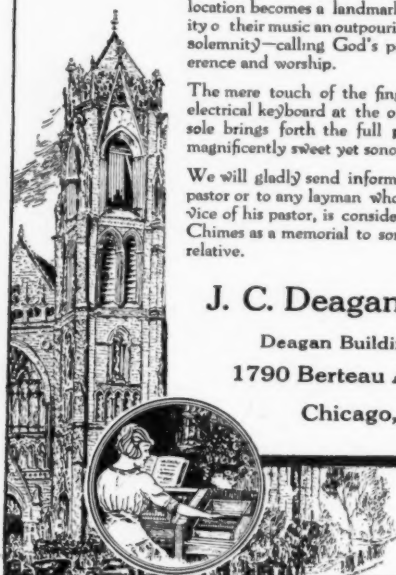 location becomes a landmark
ity o their music an outpouri
solemnity—calling God's p
erence and worship.
The mere touch of the fing
electrical keyboard at the o
sole brings forth the full p
magnificently sweet yet sono
We will gladly send inform
pastor or to any layman who
vice of his pastor, is conside
Chimes as a memorial to so
relative.
J. C. Deagan
Deagan Buildi
1790 Berteau A
Chicago,